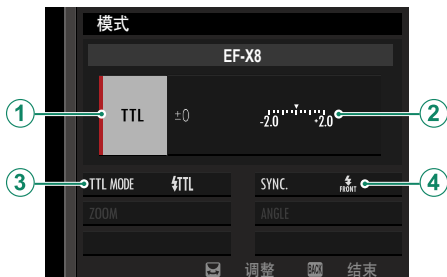 模式
EF-X8
① TTL ±0 -2.0 +2.0 ②
③ TTL MODE TTL SYNC. FRONT ④
ZOOM ANGLE
调整 BACK 结束